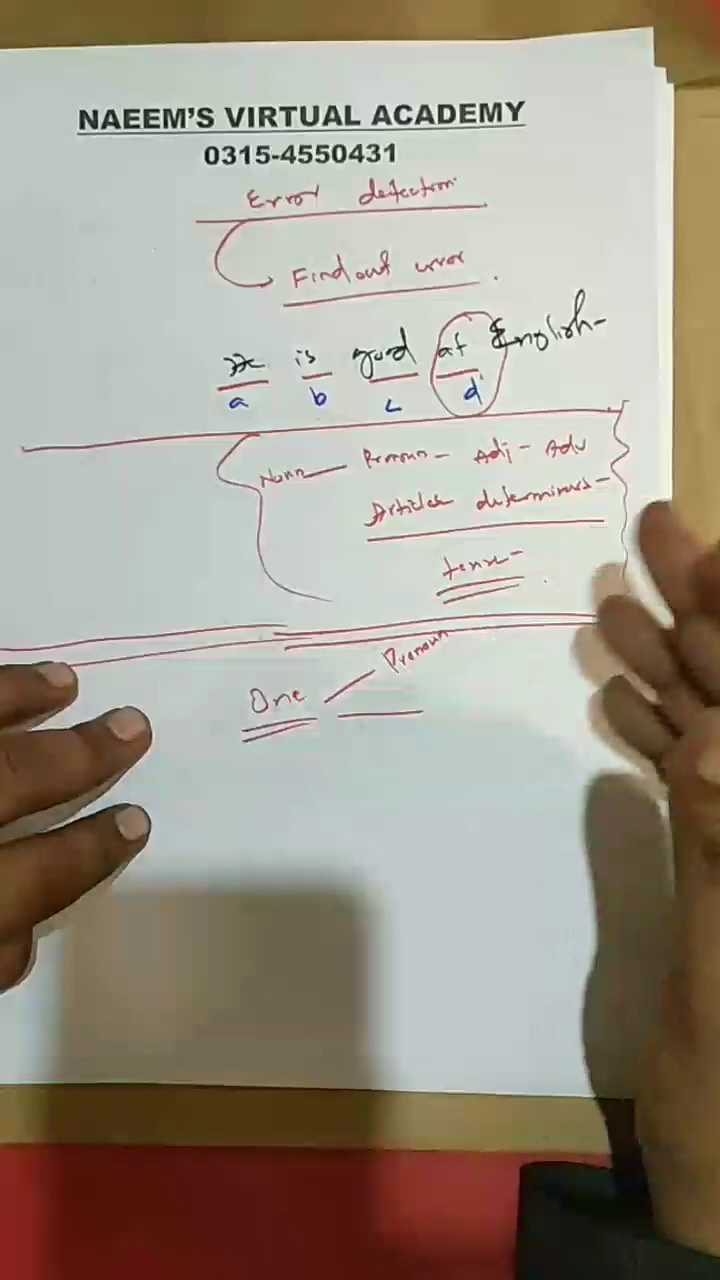 NAEEM'S VIRTUAL ACADEMY
0315-4550431
Error detection
Find out error.
is good at English-
a b c d
Noun - Pronoun - Adj - Adv
Articles determiners -
tense -
Pronoun
One